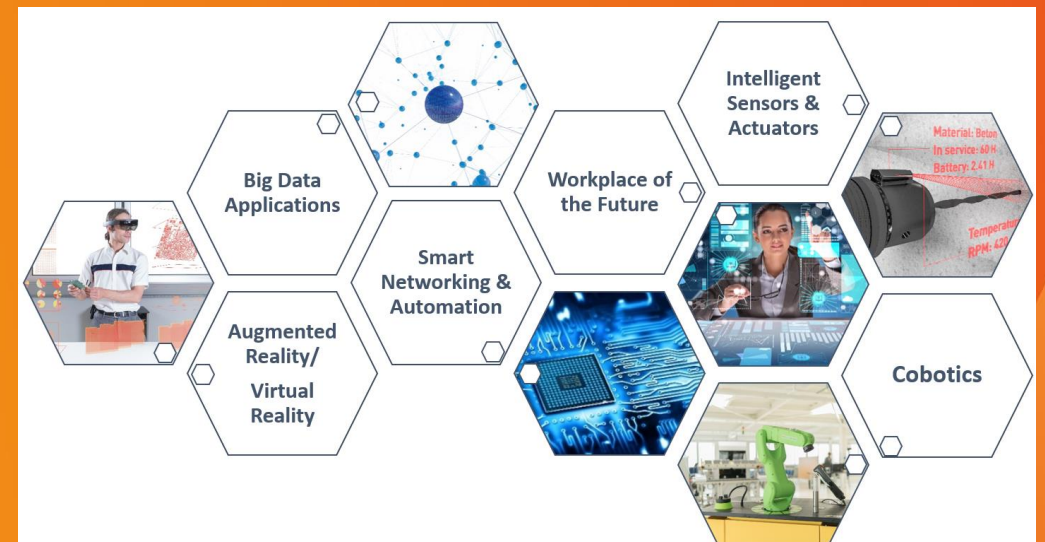 Intelligent
Sensors &
Actuators
Material: Beton
In service: 60 H
Battery: 2.41 H
Temperatur
RPM: 420
Big Data
Applications
Workplace of
the Future
Smart
Networking &
Automation
Augmented
Reality/
Virtual
Reality
Cobotics